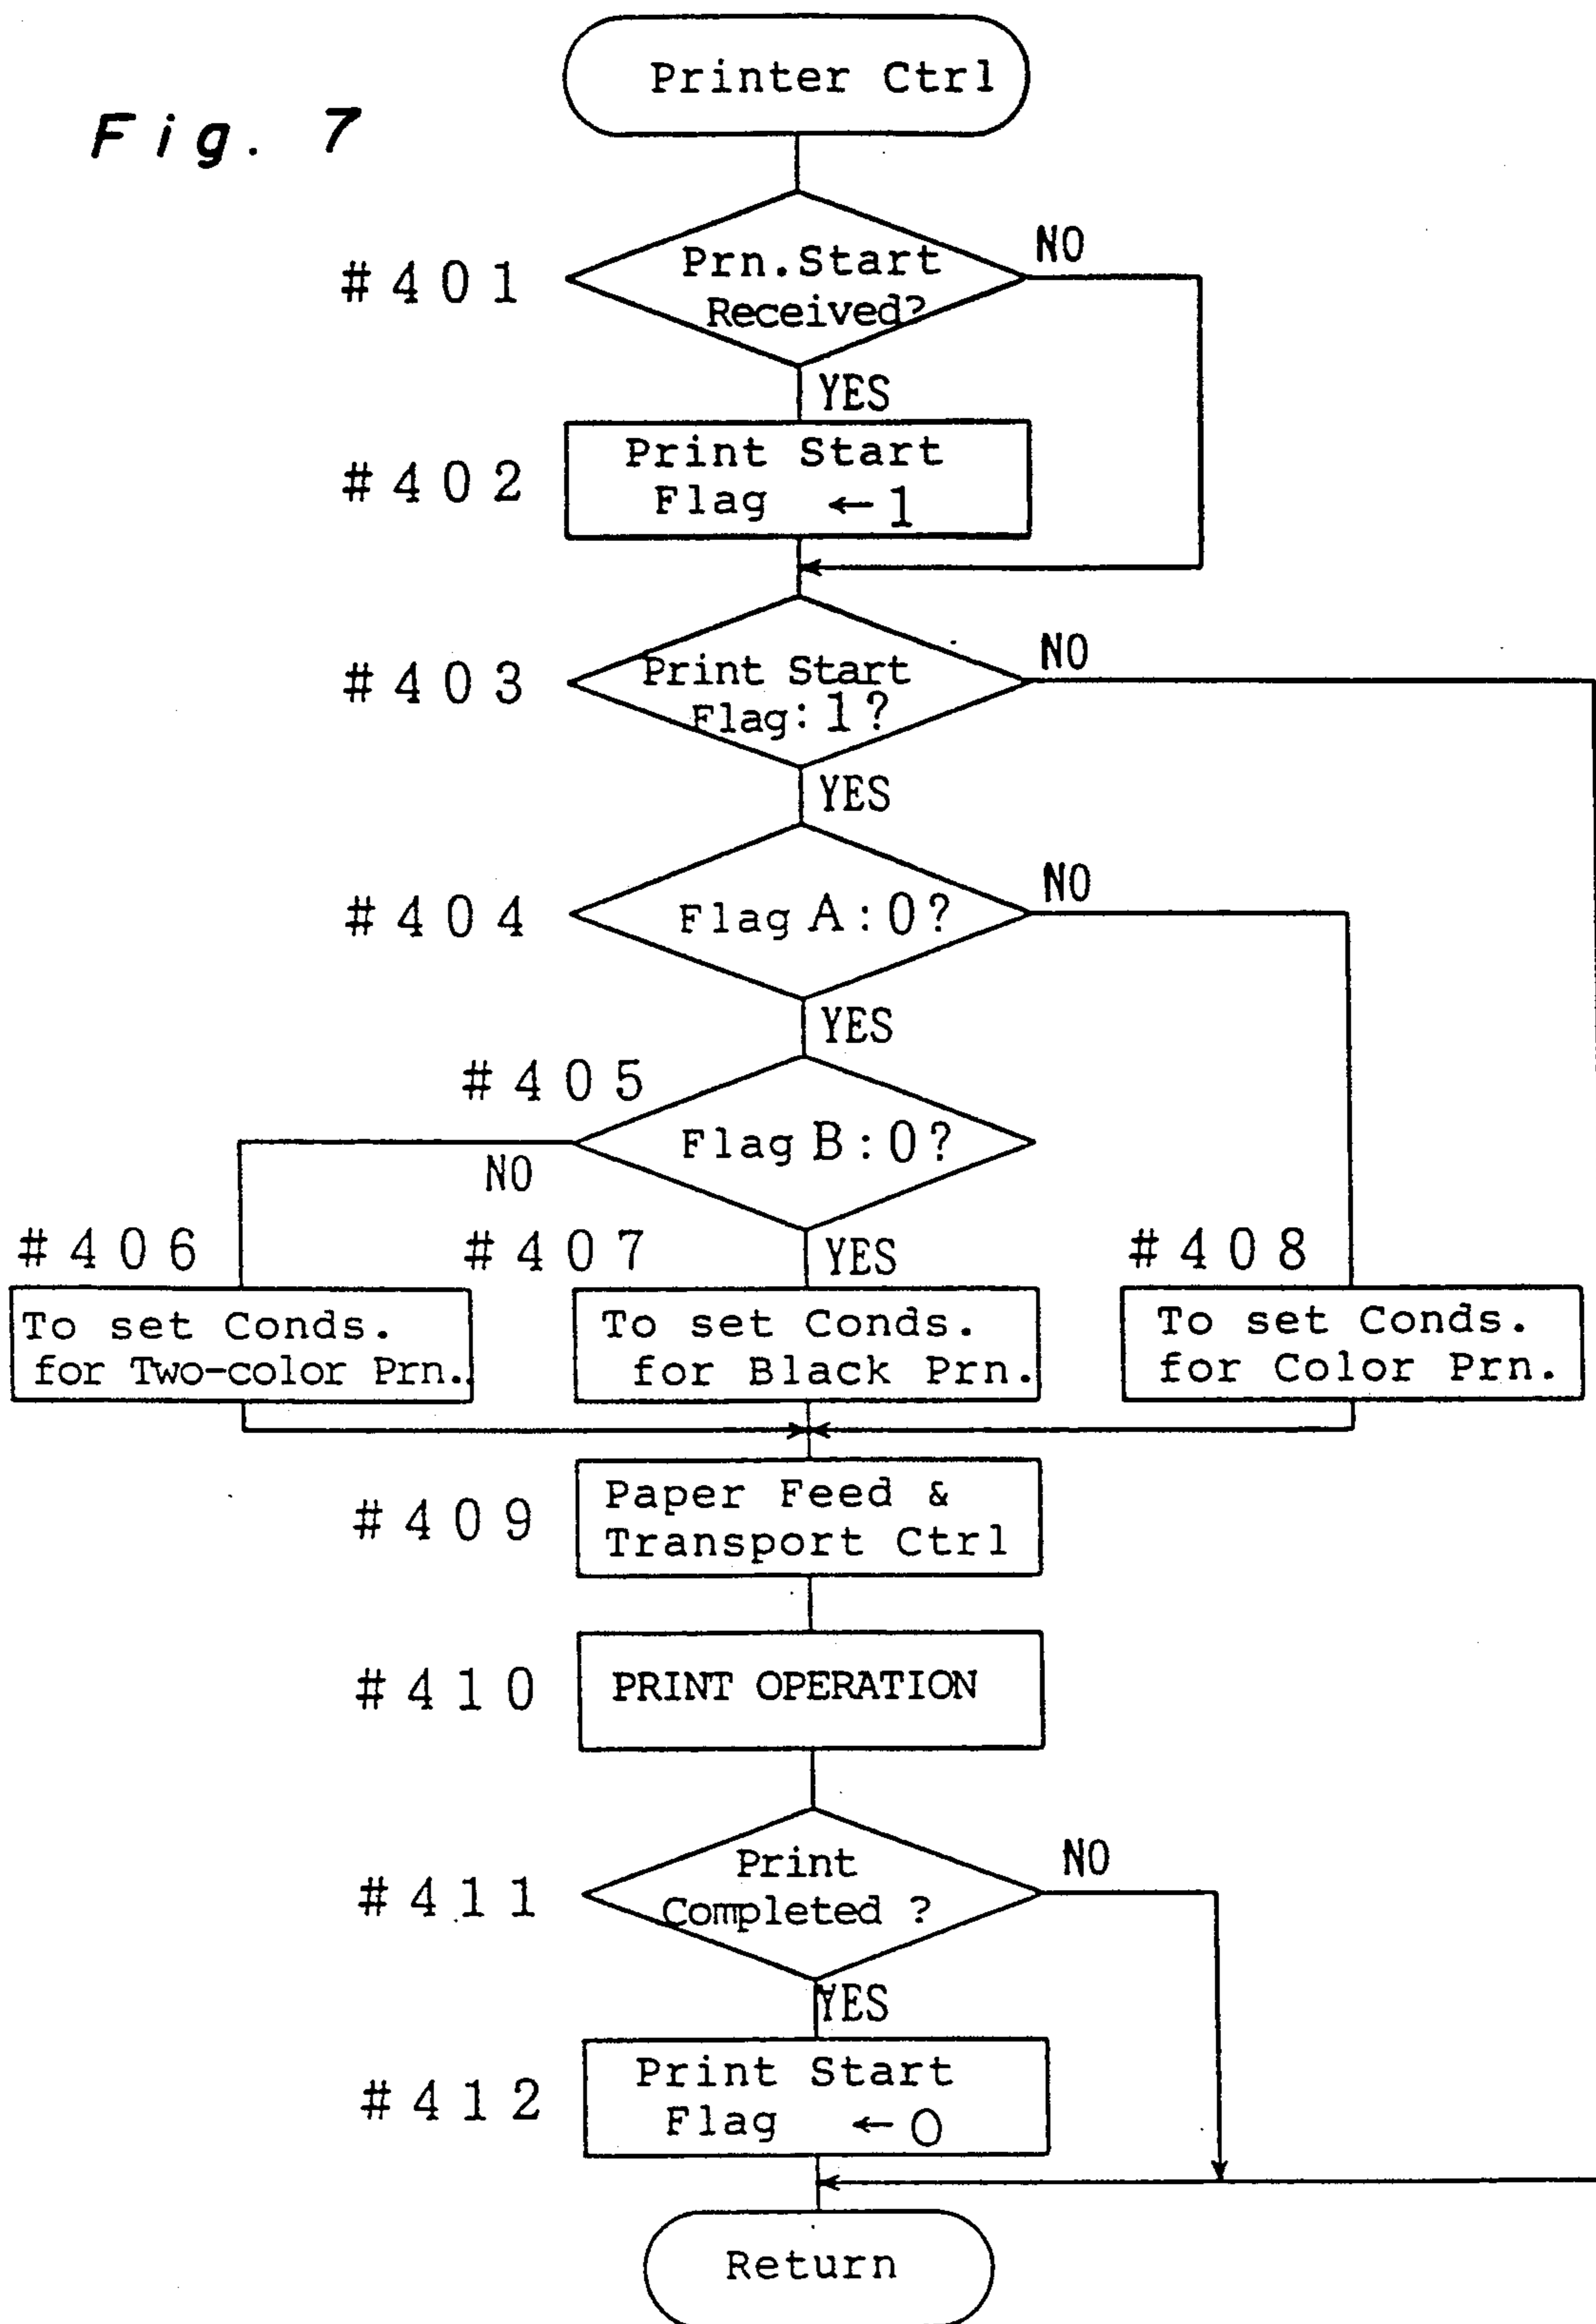 Fig. 7
Printer Ctrl
#401
Prn.Start
Received?
NO
YES
#402
Print Start
Flag ←1
#403
Print Start
Flag:1?
NO
YES
#404
Flag A:0?
NO
YES
#405
Flag B:0?
NO
YES
#406
To set Conds.
for Two-color Prn.
#407
To set Conds.
for Black Prn.
#408
To set Conds.
for Color Prn.
#409
Paper Feed &
Transport Ctrl
#410
PRINT OPERATION
#411
Print
Completed ?
NO
YES
#412
Print Start
Flag ←0
Return